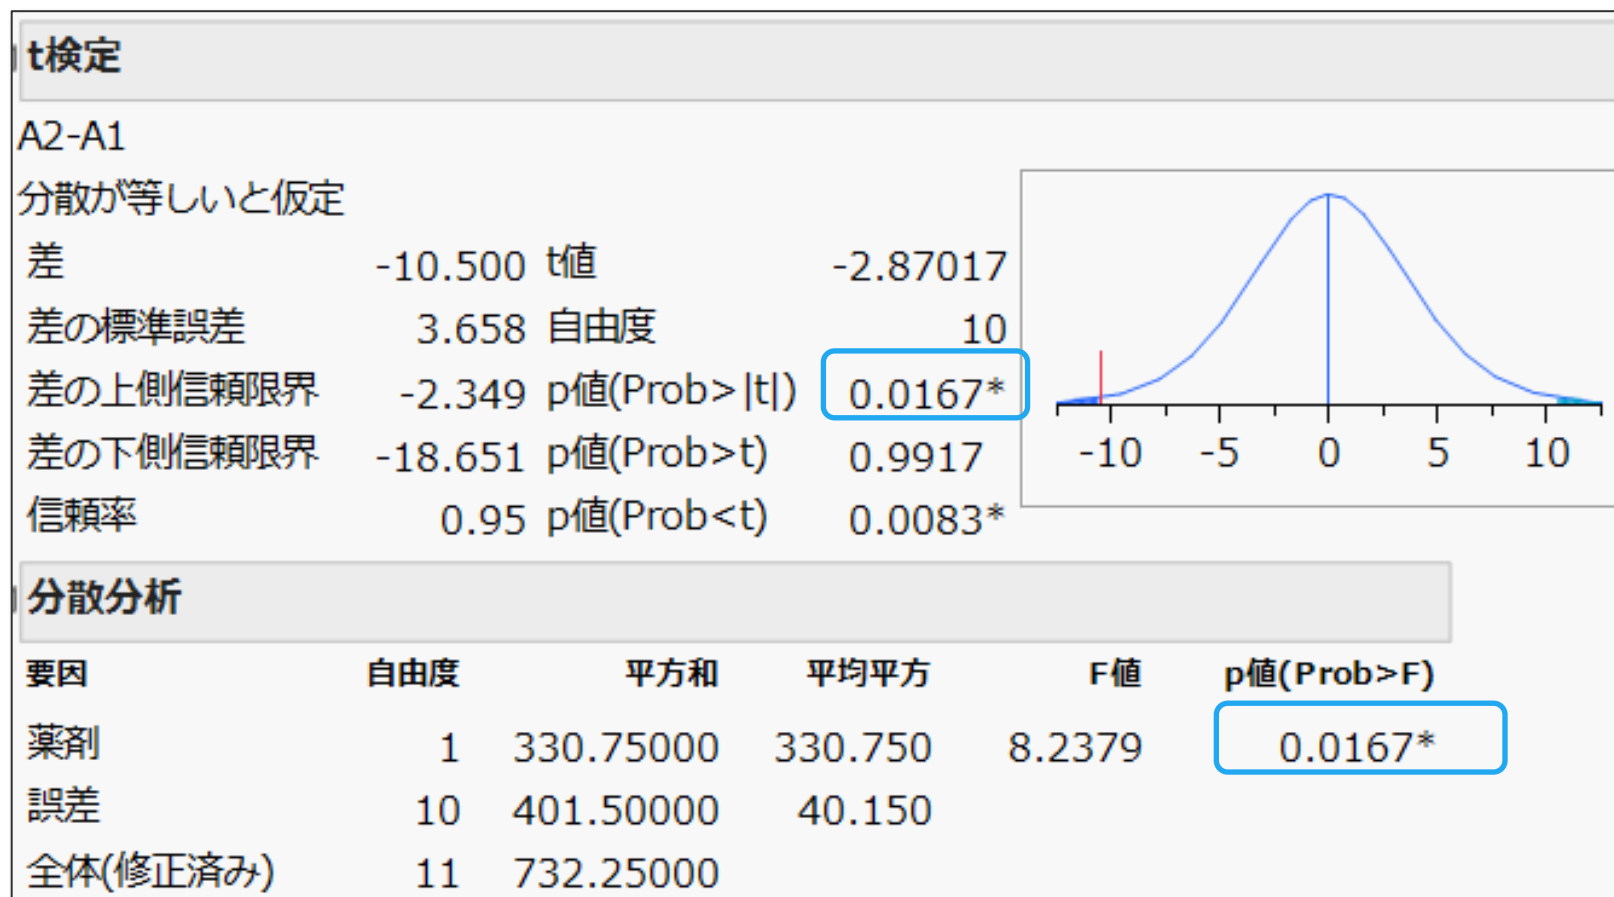 t検定
A2-A1
分散が等しいと仮定
差 -10.500 t値 -2.87017
差の標準誤差 3.658 自由度 10
差の上側信頼限界 -2.349 p値(Prob>|t|) 0.0167*
差の下側信頼限界 -18.651 p値(Prob>t) 0.9917
信頼率 0.95 p値(Prob<t) 0.0083*
-10 -5 0 5 10
分散分析
要因 自由度 平方和 平均平方 F値 p値(Prob>F)
薬剤 1 330.75000 330.750 8.2379 0.0167*
誤差 10 401.50000 40.150
全体(修正済み) 11 732.25000